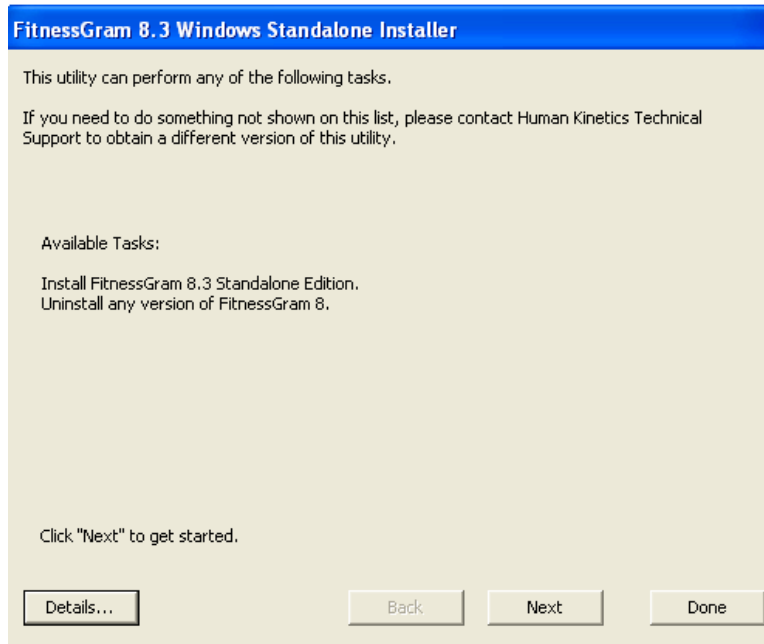 FitnessGram 8.3 Windows Standalone Installer
This utility can perform any of the following tasks.
If you need to do something not shown on this list, please contact Human Kinetics Technical
Support to obtain a different version of this utility.
Available Tasks:
Install FitnessGram 8.3 Standalone Edition.
Uninstall any version of FitnessGram 8.
Click "Next" to get started.
Details...
Back
Next
Done